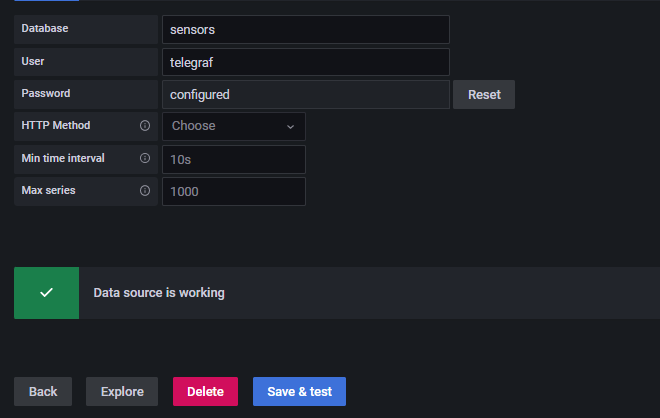 Database sensors
User telegraf
Password configured Reset
HTTP Method Choose
Min time interval 10s
Max series 1000
Data source is working
Back Explore Delete Save & test